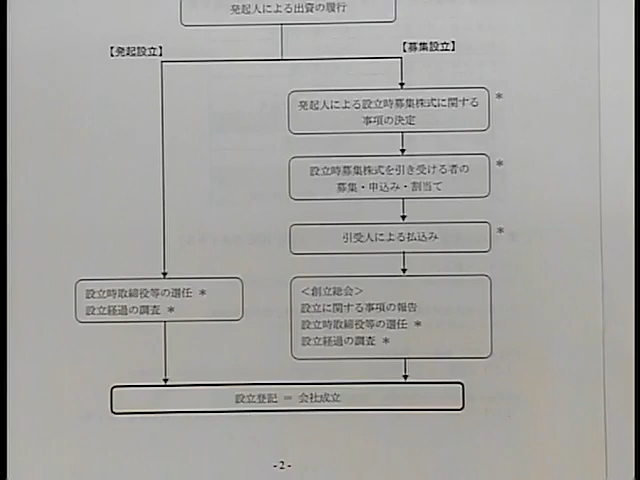 発起人による出資の履行
【発起設立】
【募集設立】
発起人による設立時募集株式に関する
事項の決定
*
設立時募集株式を引き受ける者の
募集・申込み・割当て
*
引受人による払込み
*
設立時取締役等の選任 *
設立経過の調査 *
＜創立総会＞
設立に関する事項の報告
設立時取締役等の選任 *
設立経過の調査 *
設立登記 ＝ 会社成立
-2-